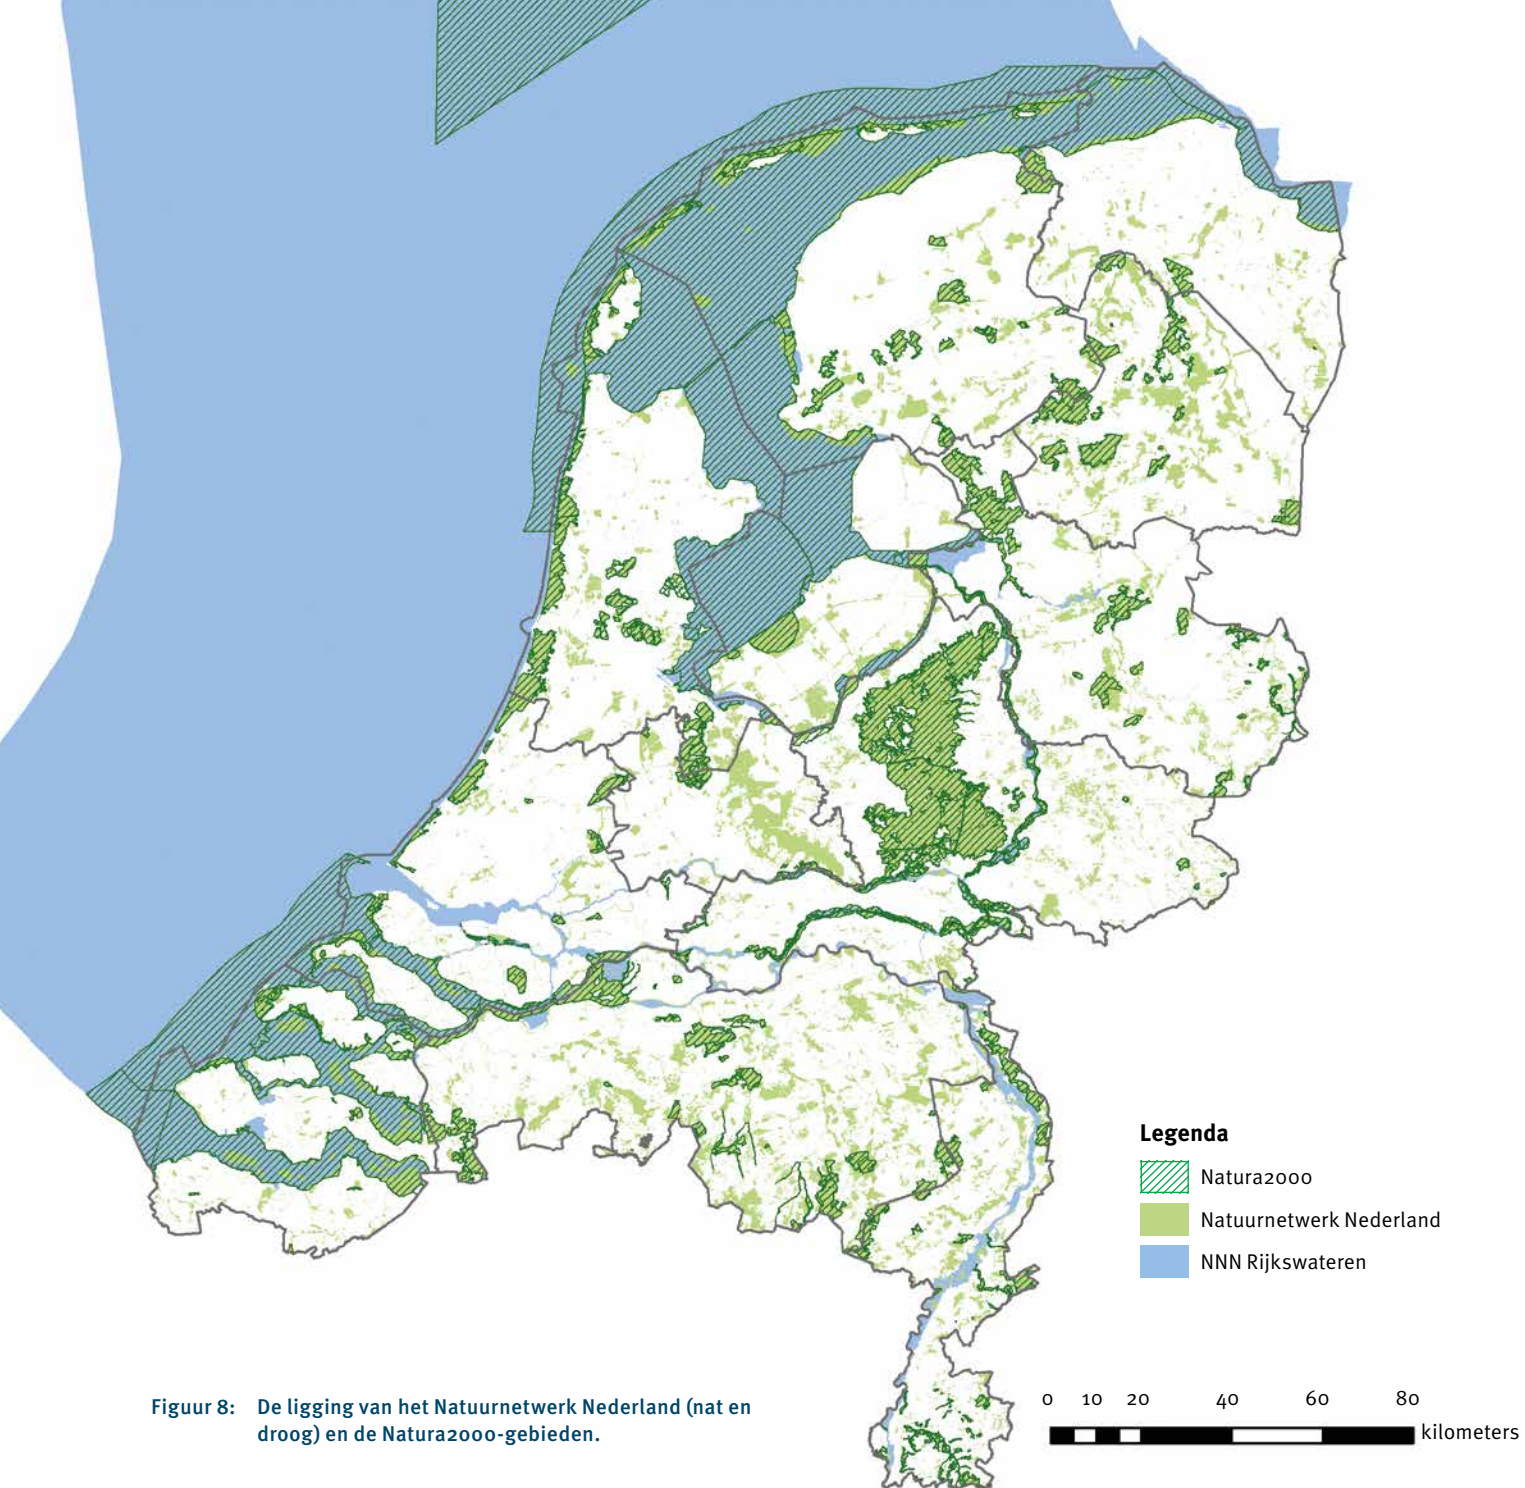 Legenda
Natura2000
Natuurnetwerk Nederland
NNN Rijkswateren
0 10 20 40 60 80
kilometers
Figuur 8: De ligging van het Natuurnetwerk Nederland (nat en
droog) en de Natura2000-gebieden.